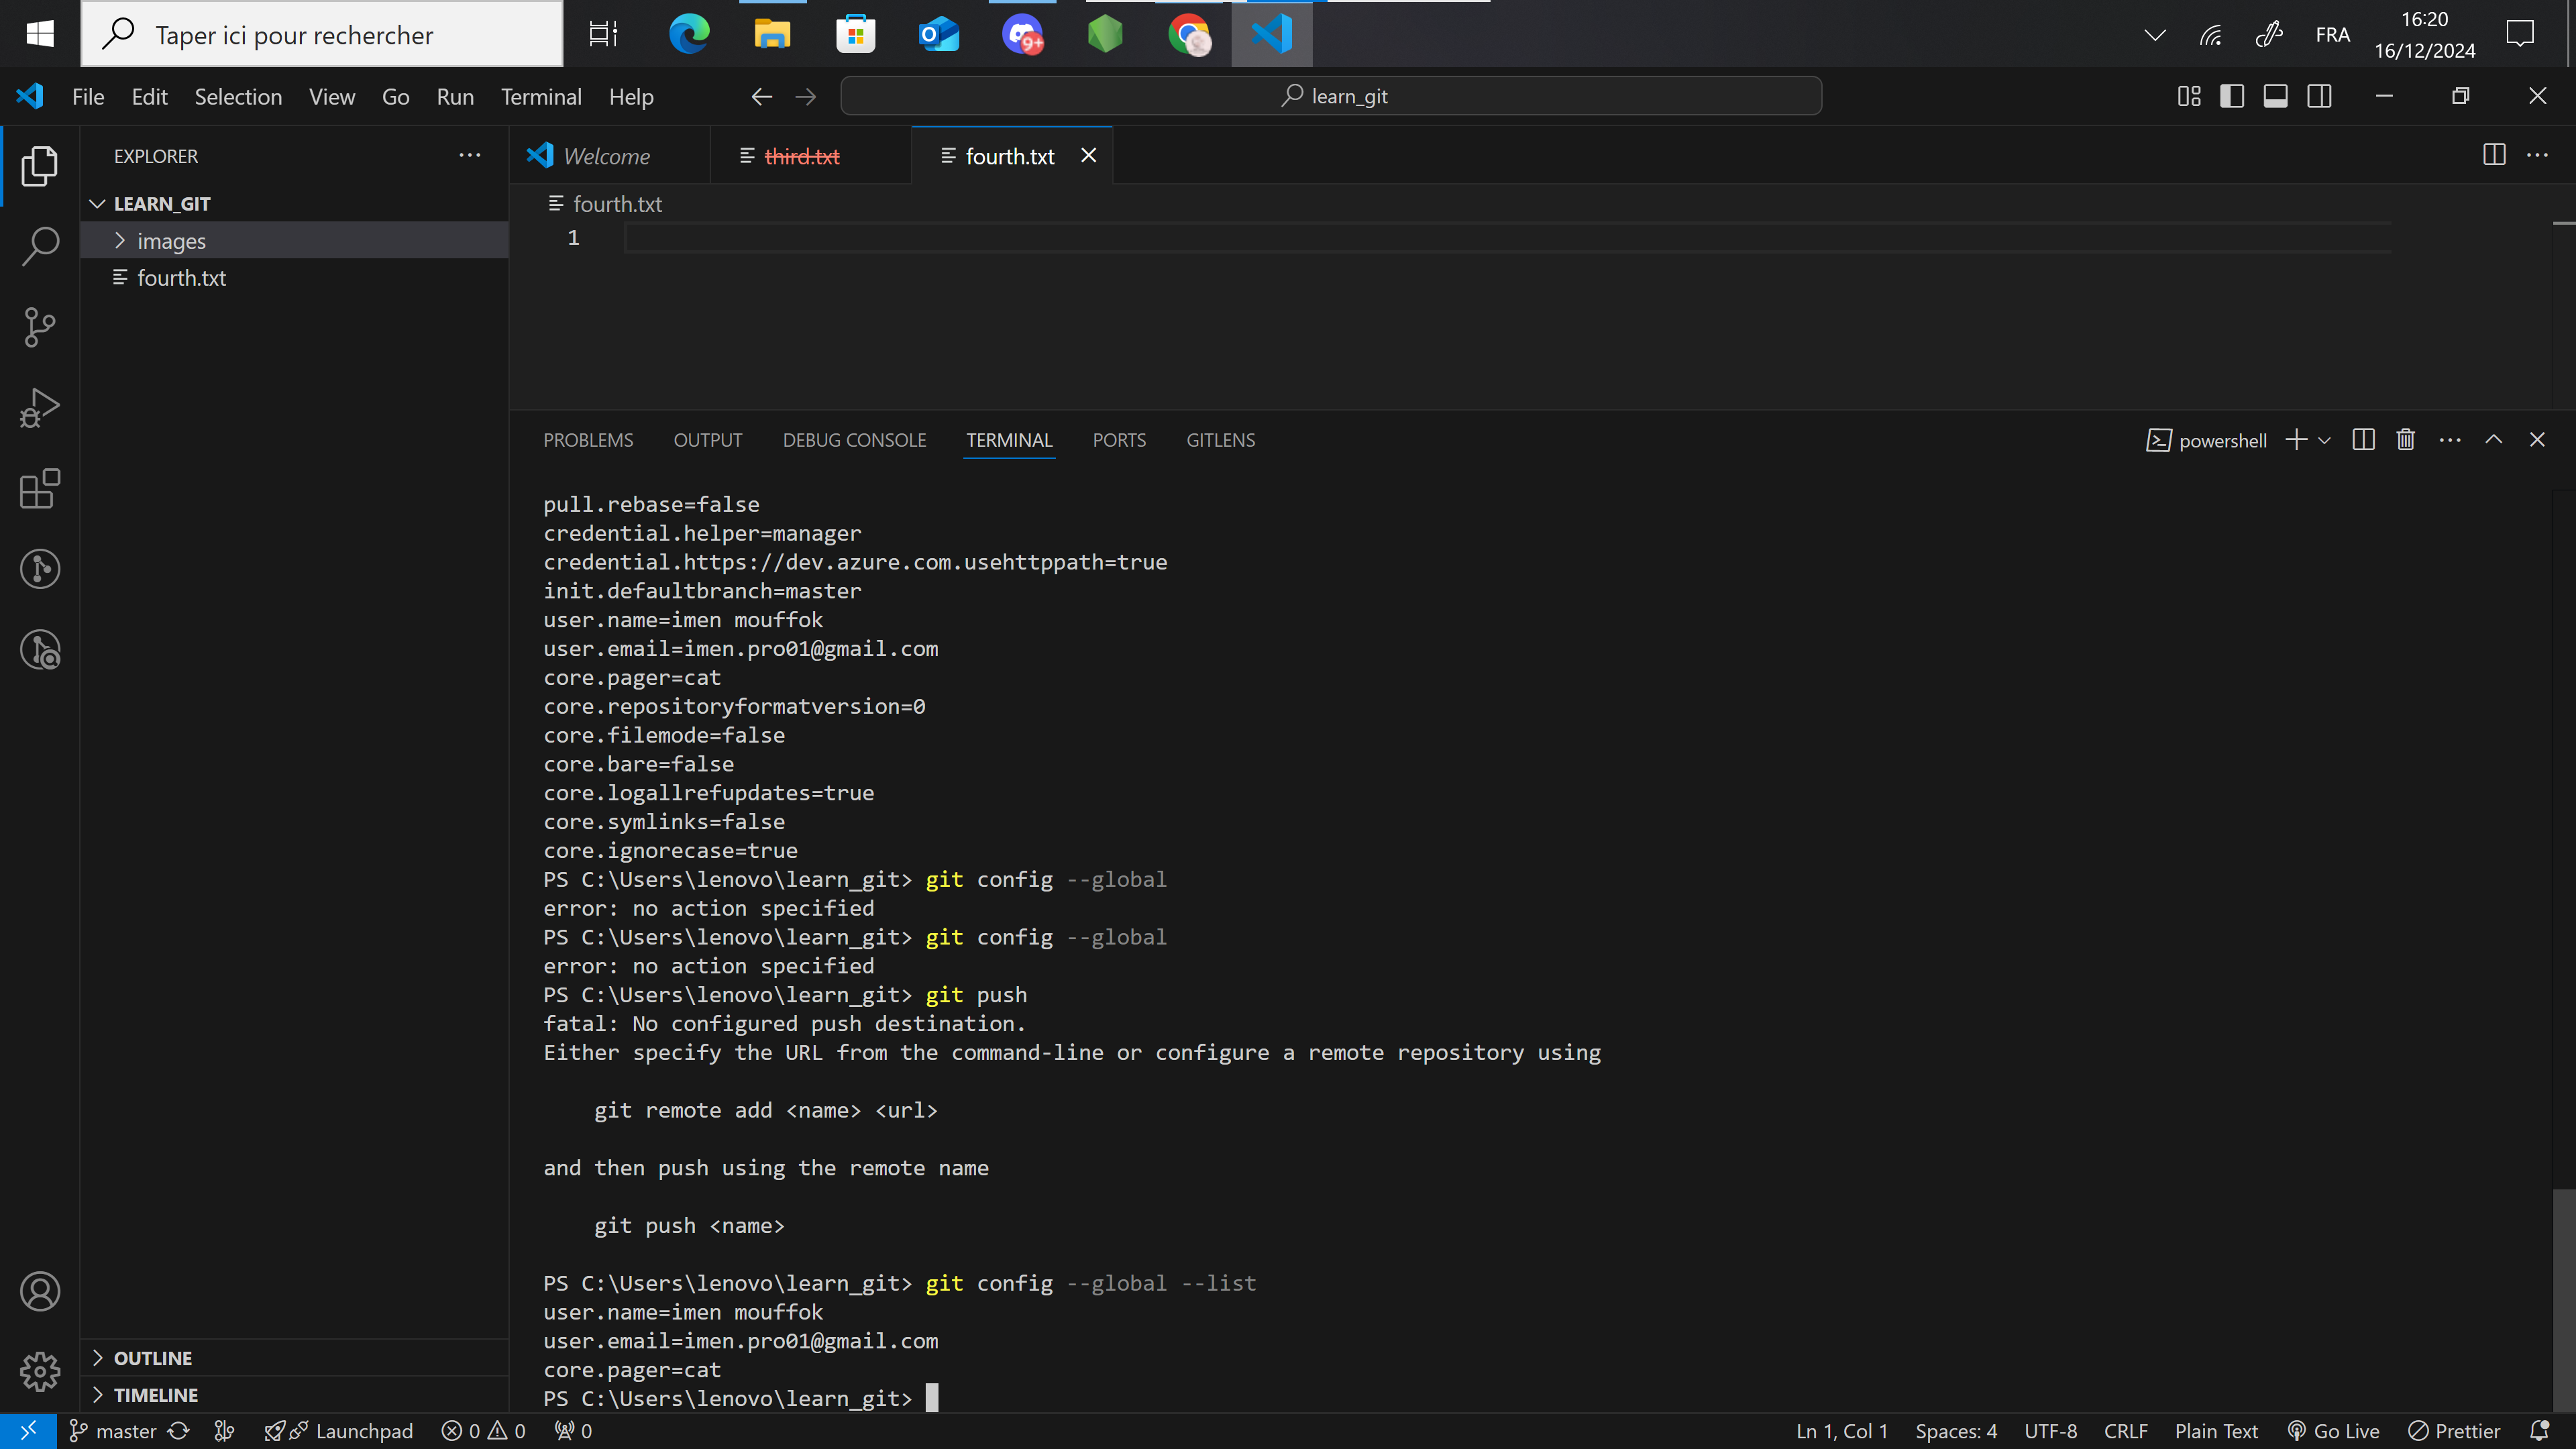 Taper ici pour rechercher
9+
FRA
16:20
16/12/2024
File Edit Selection View Go Run Terminal Help
learn_git
EXPLORER
LEARN_GIT
images
fourth.txt
Welcome
third.txt
fourth.txt
fourth.txt
1
PROBLEMS OUTPUT DEBUG CONSOLE TERMINAL PORTS GITLENS
powershell
pull.rebase=false
credential.helper=manager
credential.https://dev.azure.com.usehttppath=true
init.defaultbranch=master
user.name=imen mouffok
user.email=imen.pro01@gmail.com
core.pager=cat
core.repositoryformatversion=0
core.filemode=false
core.bare=false
core.logallrefupdates=true
core.symlinks=false
core.ignorecase=true
PS C:\Users\lenovo\learn_git> git config --global
error: no action specified
PS C:\Users\lenovo\learn_git> git config --global
error: no action specified
PS C:\Users\lenovo\learn_git> git push
fatal: No configured push destination.
Either specify the URL from the command-line or configure a remote repository using
git remote add <name> <url>
and then push using the remote name
git push <name>
PS C:\Users\lenovo\learn_git> git config --global --list
user.name=imen mouffok
user.email=imen.pro01@gmail.com
core.pager=cat
PS C:\Users\lenovo\learn_git>
OUTLINE
TIMELINE
master Launchpad 0 0 0 Ln 1, Col 1 Spaces: 4 UTF-8 CRLF Plain Text Go Live Prettier